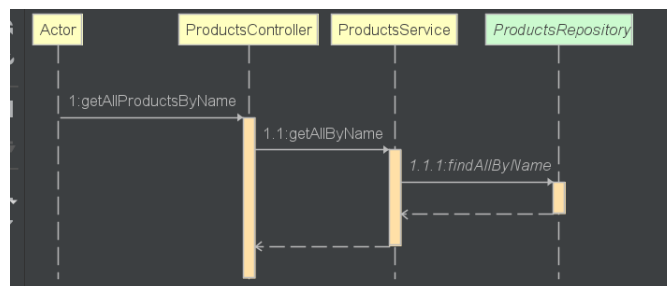 Actor
ProductsController
ProductsService
ProductsRepository
1:getAllProductsByName
1.1:getAllByName
1.1.1:findAllByName